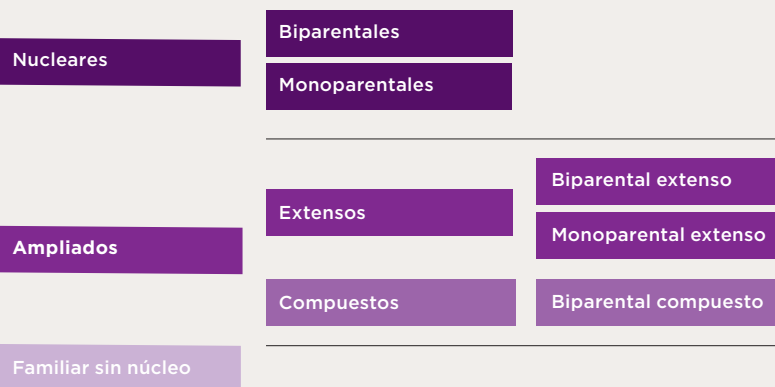 Nucleares
Biparentales
Monoparentales
Ampliados
Extensos
Biparental extenso
Monoparental extenso
Compuestos
Biparental compuesto
Familiar sin núcleo